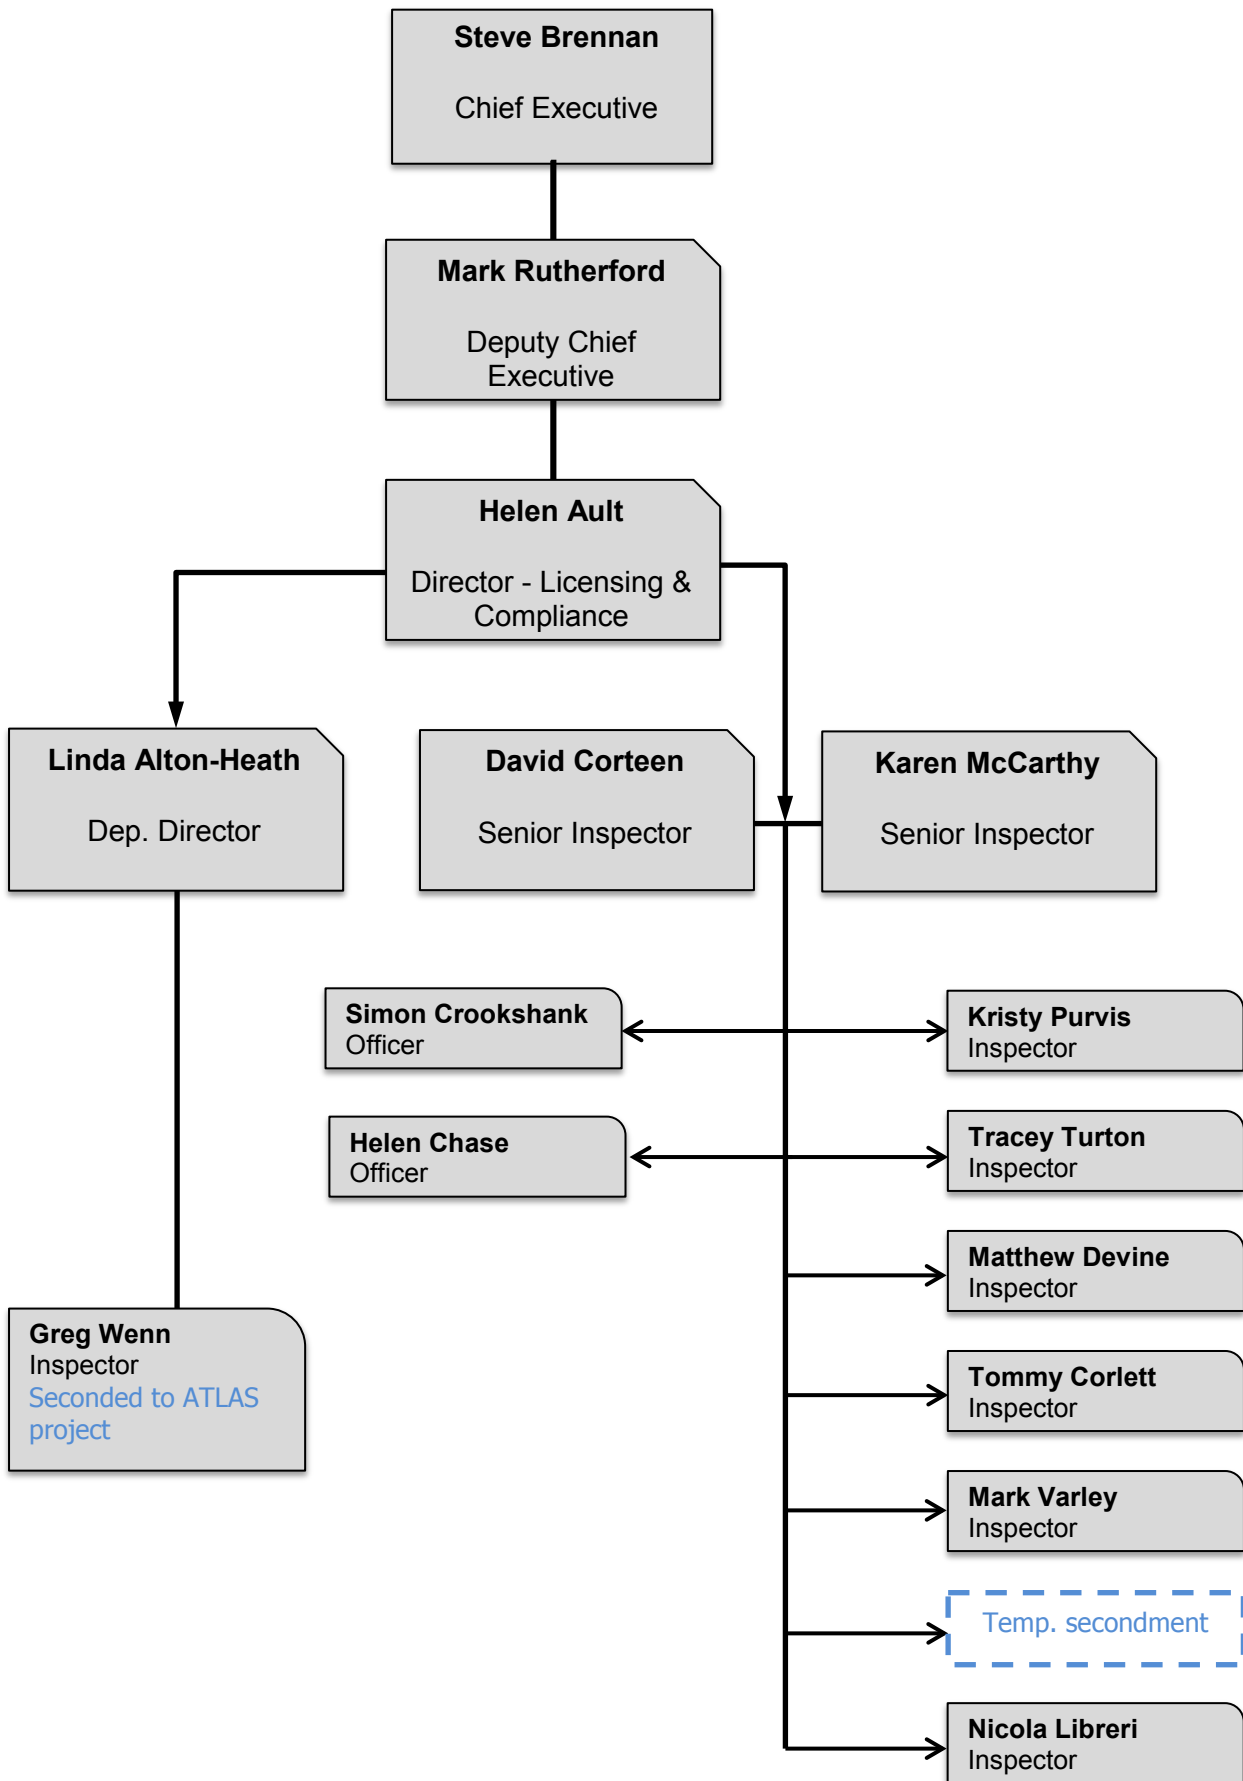 Steve Brennan
Chief Executive
Mark Rutherford
Deputy Chief
Executive
Helen Ault
Director - Licensing &
Compliance
Linda Alton-Heath
Dep. Director
David Corteen
Senior Inspector
Karen McCarthy
Senior Inspector
Simon Crookshank
Officer
Kristy Purvis
Inspector
Helen Chase
Officer
Tracey Turton
Inspector
Matthew Devine
Inspector
Greg Wenn
Inspector
Seconded to ATLAS
project
Tommy Corlett
Inspector
Mark Varley
Inspector
Temp. secondment
Nicola Libreri
Inspector